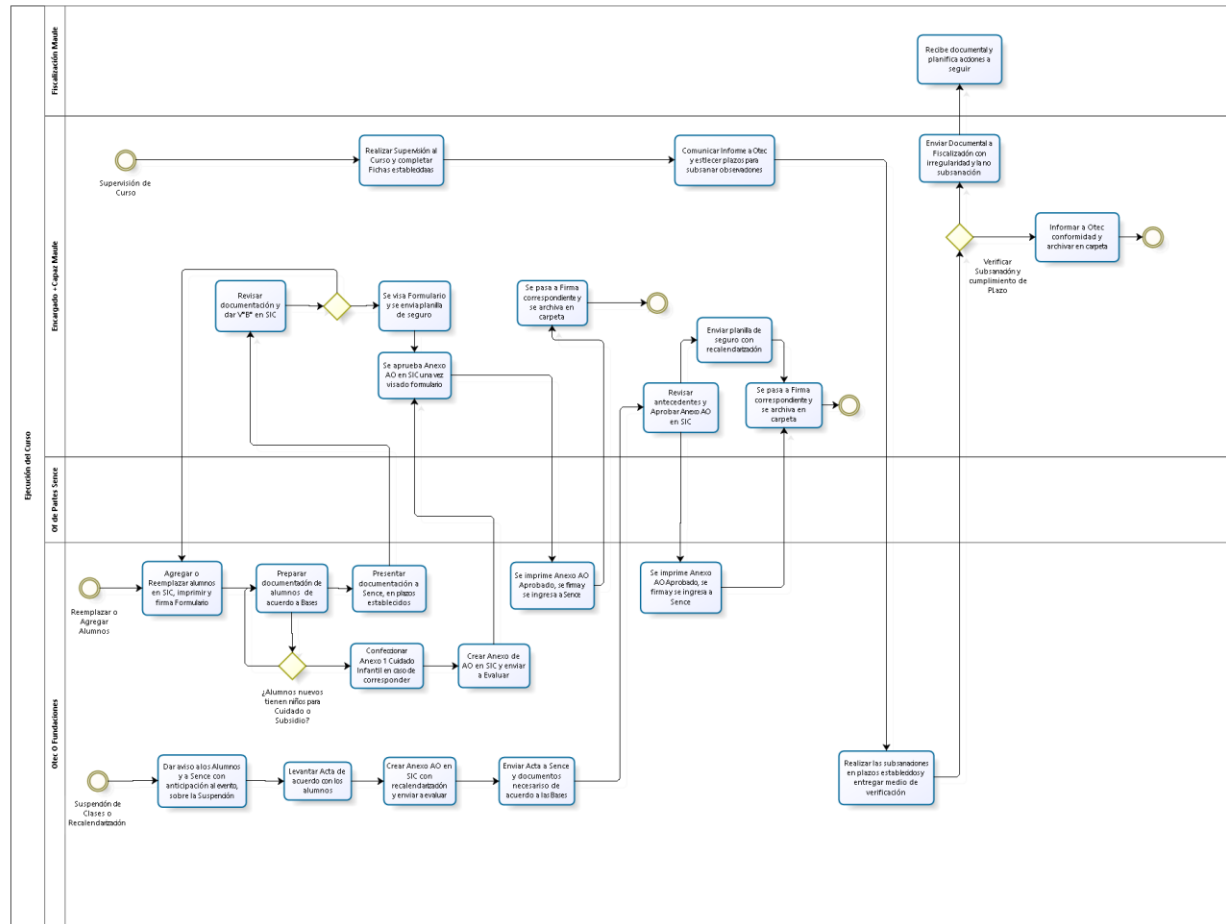 Ejecución del Curso
Fiscalización Maule
Recibe documental y
planifica acciones a
seguir
Encargado +Capaz Maule
Supervisión de
Curso
Realizar Supervisión al
Curso y completar
Fichas establecidas
Comunicar Informe a Otec
y estlecer plazos para
subsanar observadores
Enviar Documental a
Fiscalización con
irregularidad y la no
subsanación
Verificar
Subsanación y
cumplimiento de
Plazo
Informar a Otec
conformidad y
archivar en carpeta
Revisar
documentación y
dar V°B° en SIC
Se visa Formulario
y se envia planilla
de seguro
Se aprueba Anexo
AO en SIC una vez
visado formulario
Se pasa a Firma
correspondiente y
se archiva en
carpeta
Enviar planilla de
seguro con
recalendarización
Revisar
antecedentes y
Aprobar Anexo AO
en SIC
Se pasa a Firma
correspondiente y
se archiva en
carpeta
Of de Partes Sence
Otec O Fundaciones
Reemplazar o
Agregar
Alumnos
Agregar o
Reemplazar alumnos
en SIC, imprimir y
firma Formulario
Preparar
documentación de
alumnos de
acuerdo a Bases
Presentar
documentación a
Sence, en plazos
establecidos
¿Alumnos nuevos
tienen niños para
Cuidado o
Subsidio?
Confeccionar
Anexo 1 Cuidado
Infantil en caso de
corresponder
Crear Anexo de
AO en SIC y enviar
a Evaluar
Se imprime Anexo AO
Aprobado, se firma y
se ingresa a Sence
Se imprime Anexo
AO Aprobado, se
firma y se ingresa a
Sence
Suspensión de
Clases o
Recalendarización
Dar aviso a los Alumnos
y a Sence con
anticipación al evento,
sobre la Suspensión
Levantar Acta de
acuerdo con los
alumnos
Crear Anexo AO en
SIC con
recalendarización
y enviar a evaluar
Enviar Acta a Sence
y documentos
necesariso de
acuerdo a las Bases
Realizar las subsanadones
en plazos establecidos y
entregar medio de
verificación